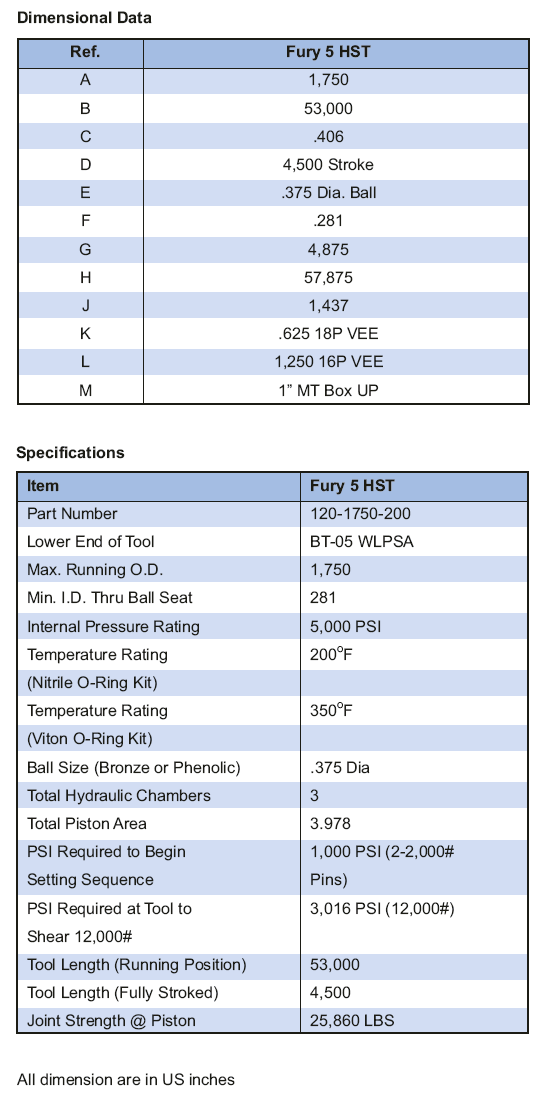 Dimensional Data
Ref. Fury 5 HST
A 1,750
B 53,000
C .406
D 4,500 Stroke
E .375 Dia. Ball
F .281
G 4,875
H 57,875
J 1,437
K .625 18P VEE
L 1,250 16P VEE
M 1” MT Box UP
Specifications
Item Fury 5 HST
Part Number 120-1750-200
Lower End of Tool BT-05 WLPSA
Max. Running O.D. 1,750
Min. I.D. Thru Ball Seat 281
Internal Pressure Rating 5,000 PSI
Temperature Rating 200°F
(Nitrile O-Ring Kit)
Temperature Rating 350°F
(Viton O-Ring Kit)
Ball Size (Bronze or Phenolic) .375 Dia
Total Hydraulic Chambers 3
Total Piston Area 3.978
PSI Required to Begin 1,000 PSI (2-2,000#
Setting Sequence Pins)
PSI Required at Tool to 3,016 PSI (12,000#)
Shear 12,000#
Tool Length (Running Position) 53,000
Tool Length (Fully Stroked) 4,500
Joint Strength @ Piston 25,860 LBS
All dimension are in US inches